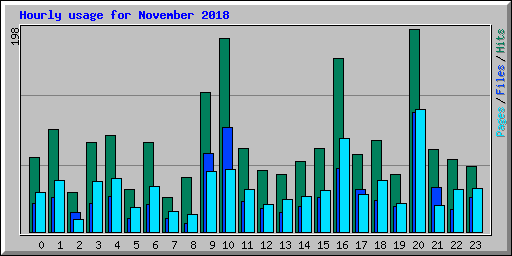 Hourly usage for November 2018
198
Pages / Files / Hits
0 1 2 3 4 5 6 7 8 9 10 11 12 13 14 15 16 17 18 19 20 21 22 23